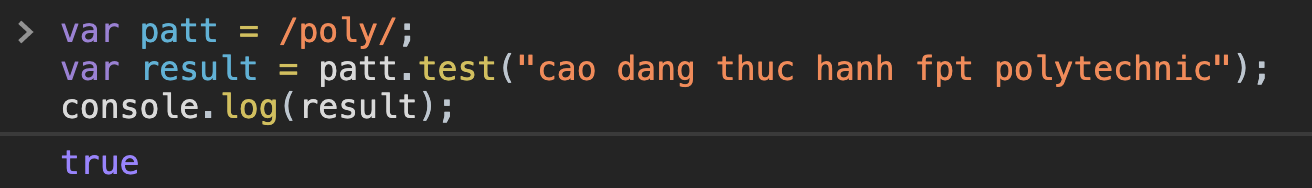 > var patt = /poly/;
var result = patt.test("cao dang thuc hanh fpt polytechnic");
console.log(result);
true